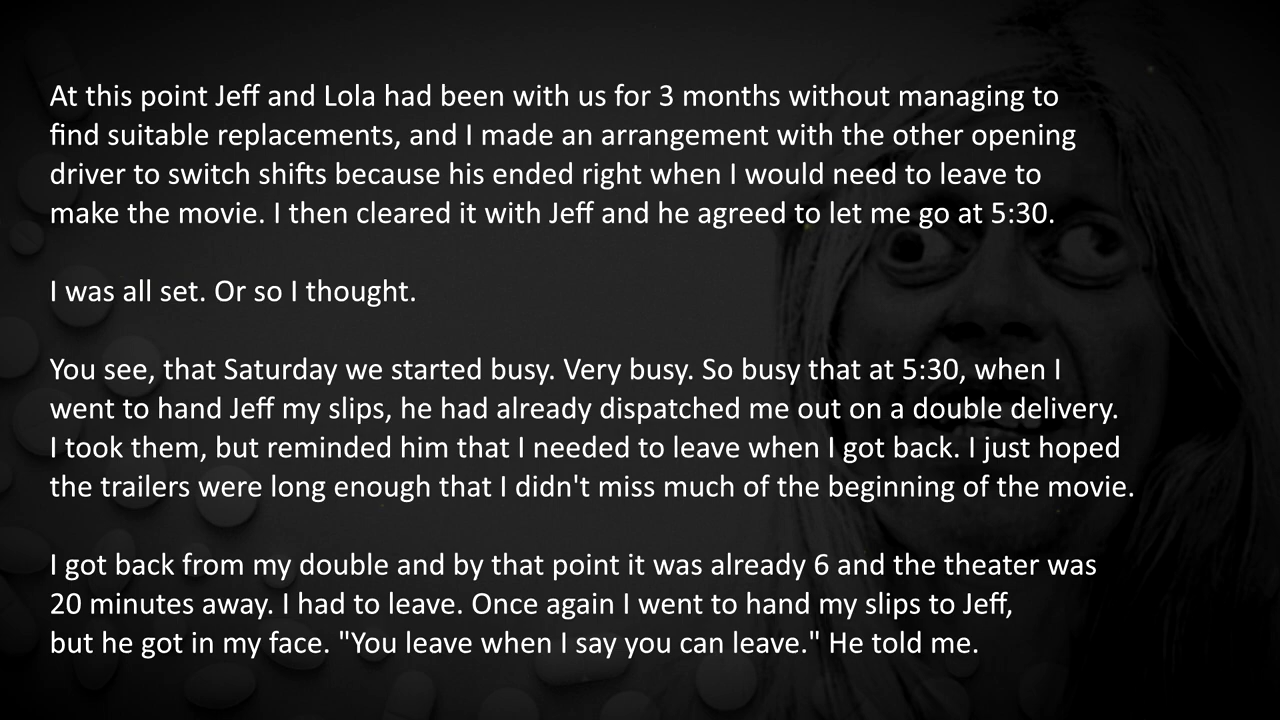 At this point Jeff and Lola had been with us for 3 months without managing to
find suitable replacements, and I made an arrangement with the other opening
driver to switch shifts because his ended right when I would need to leave to
make the movie. I then cleared it with Jeff and he agreed to let me go at 5:30.
I was all set. Or so I thought.
You see, that Saturday we started busy. Very busy. So busy that at 5:30, when I
went to hand Jeff my slips, he had already dispatched me out on a double delivery.
I took them, but reminded him that I needed to leave when I got back. I just hoped
the trailers were long enough that I didn't miss much of the beginning of the movie.
I got back from my double and by that point it was already 6 and the theater was
20 minutes away. I had to leave. Once again I went to hand my slips to Jeff,
but he got in my face. "You leave when I say you can leave." He told me.